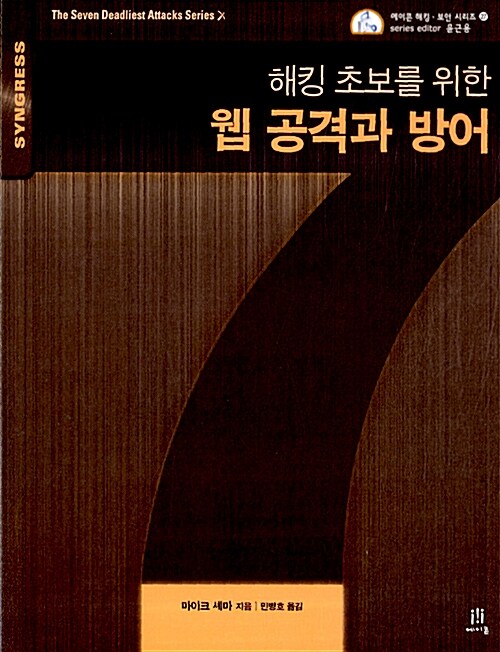 The Seven Deadliest Attacks Series
에이콘 해킹 · 보안 시리즈 27
series editor 윤근용
SYNGRESS
해킹 초보를 위한
웹 공격과 방어
7
마이크 셰마 지음 | 민병호 옮김
에이콘